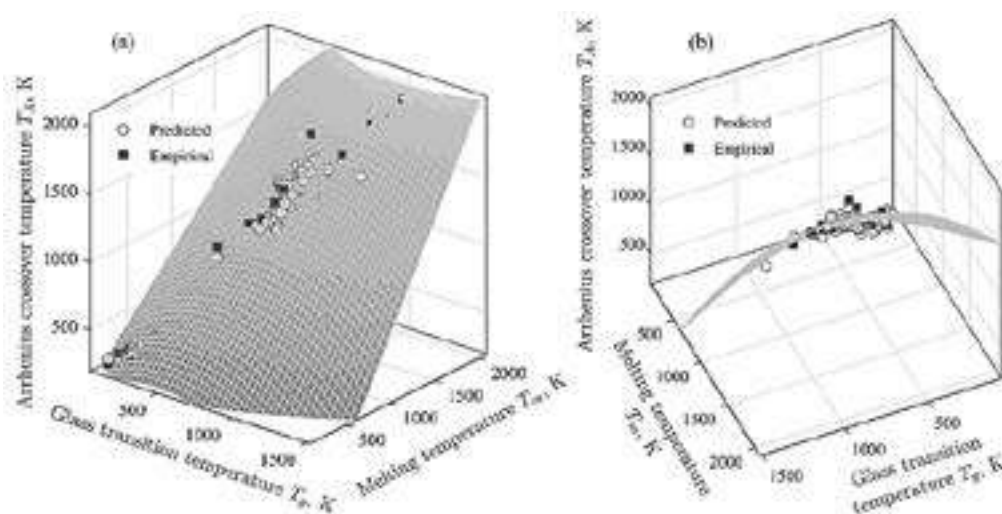 (a)
Arrhenius crossover temperature T_A, K
2000
1500
1000
500
Predicted
Empirical
500
1000
1500
Glass transition temperature T_g, K
500
1000
1500
2000
Melting temperature T_m, K
(b)
Arrhenius crossover temperature T_A, K
2000
1500
1000
500
Predicted
Empirical
500
1000
1500
2000
Melting temperature
T_m, K
1500
1000
500
Glass transition
temperature T_g, K